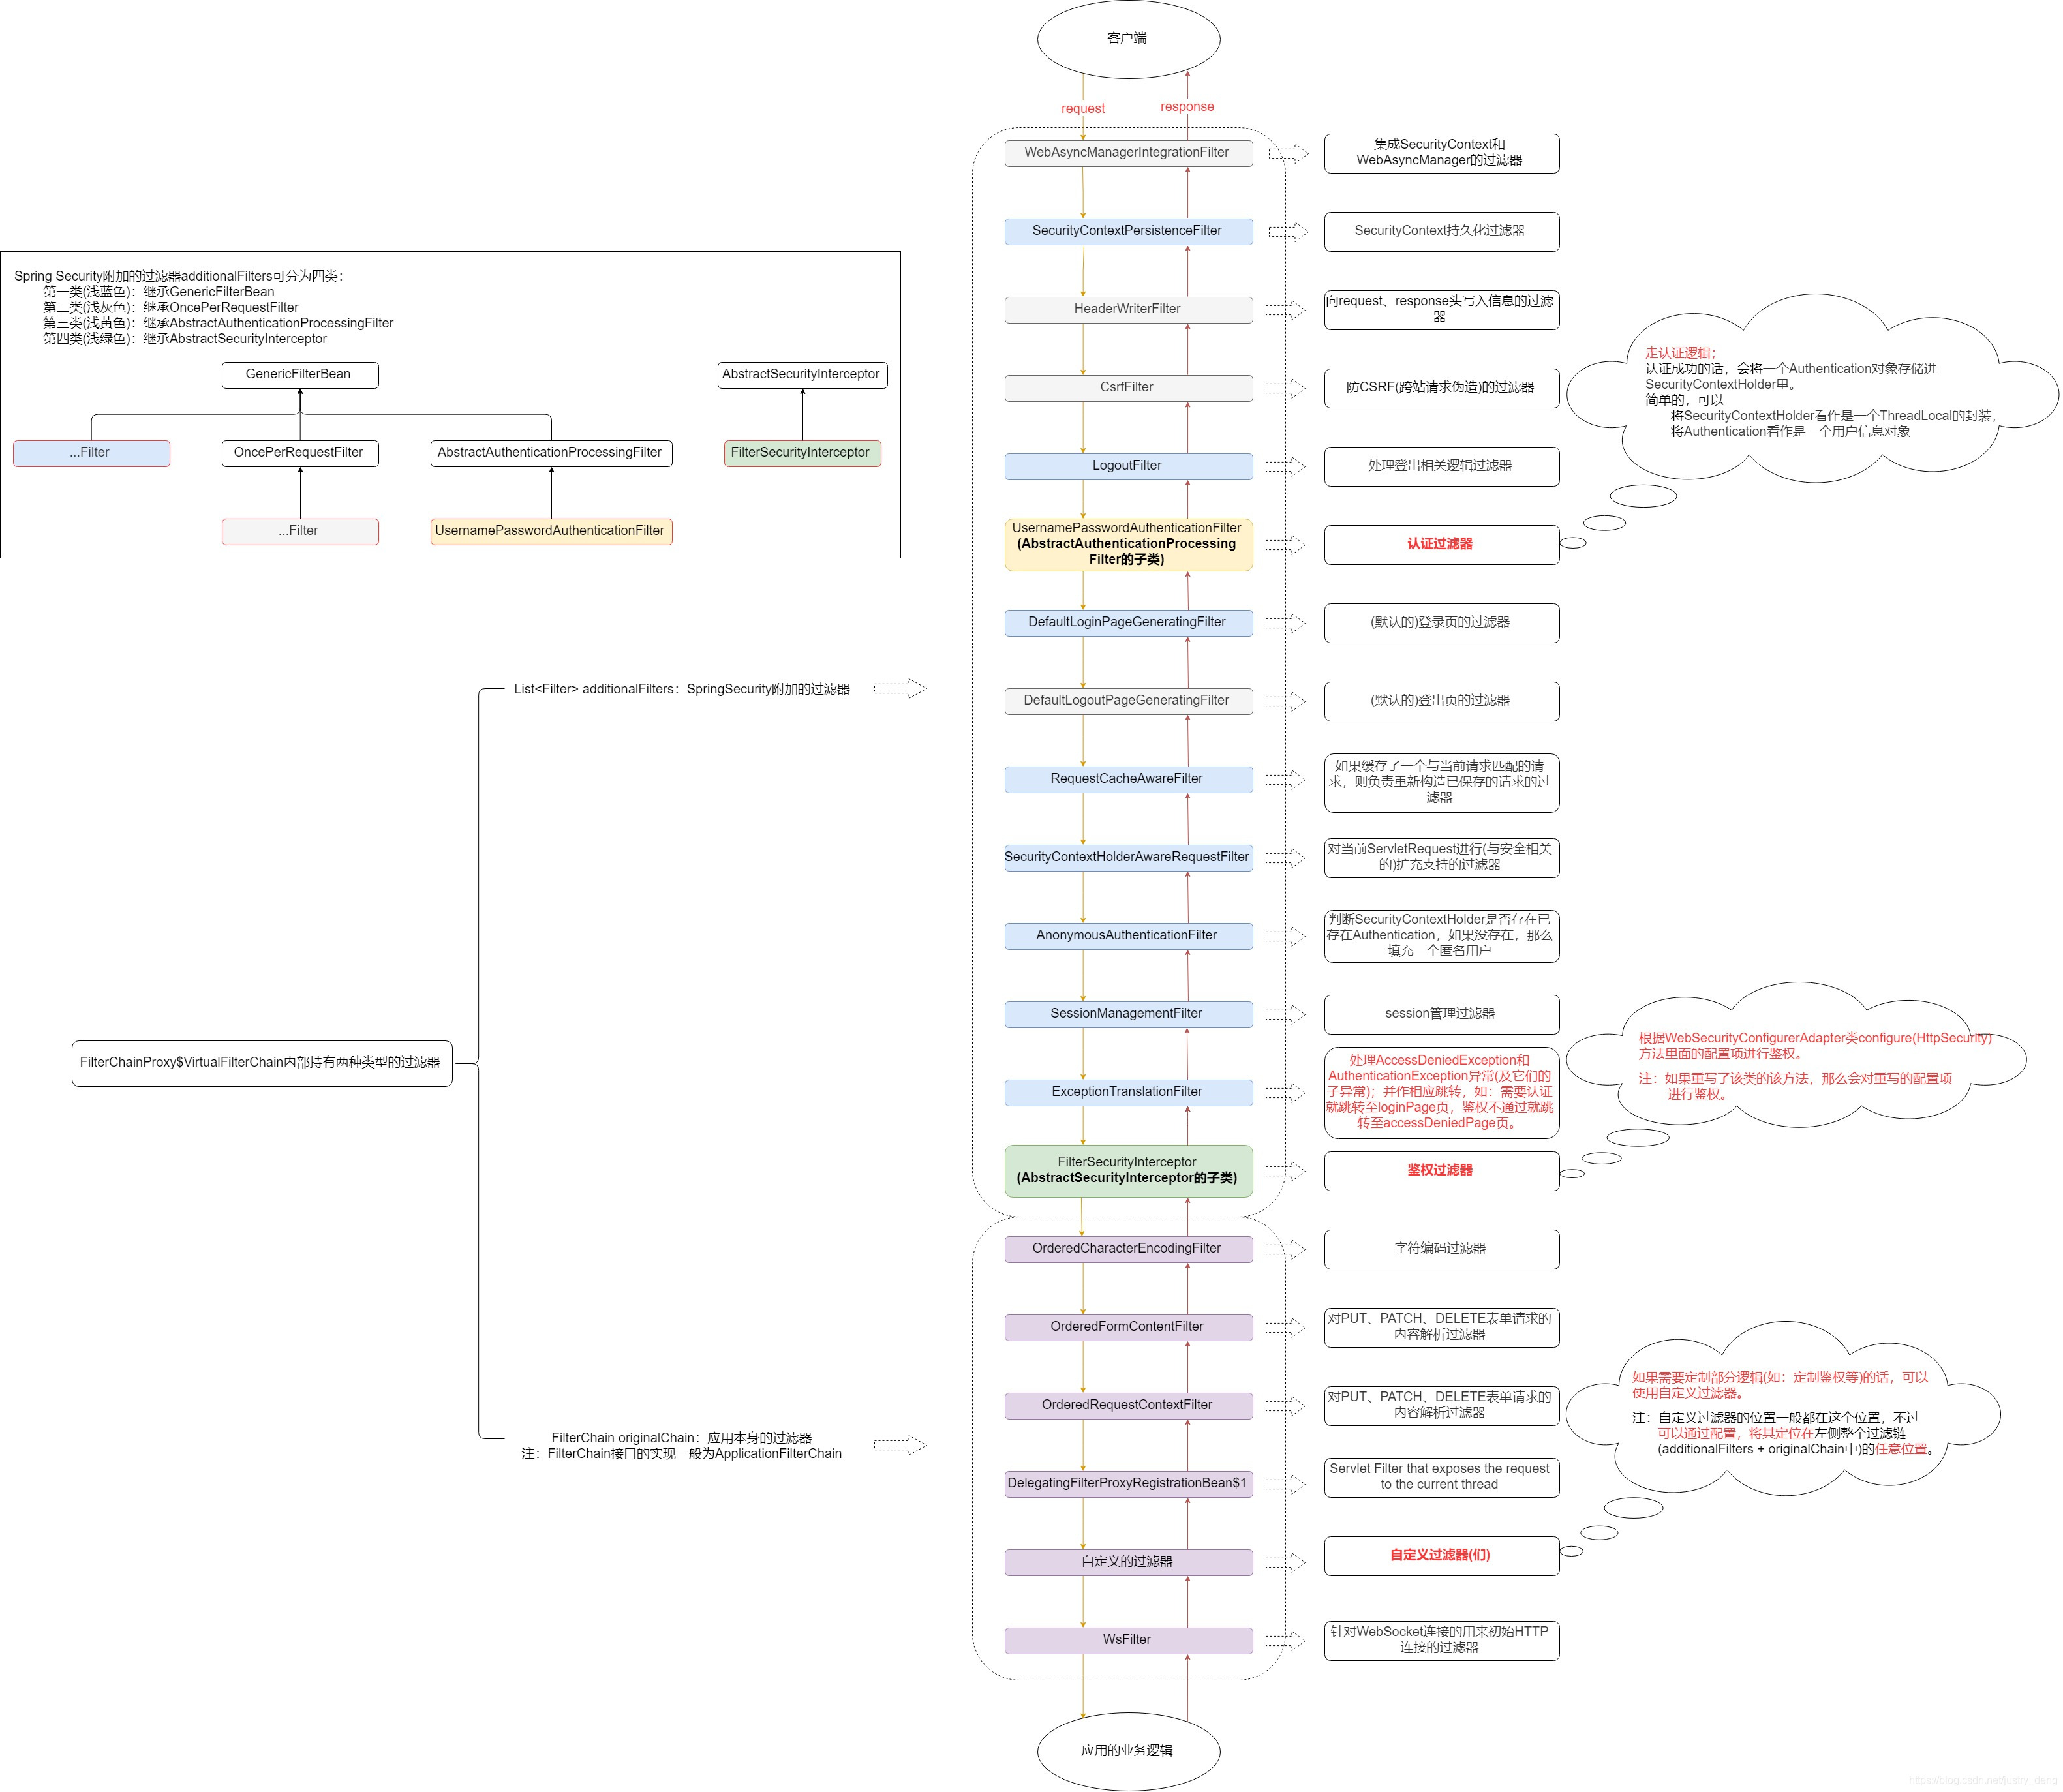 客户端
request
response
WebAsyncManagerIntegrationFilter
集成SecurityContext和
WebAsyncManager的过滤器
SecurityContextPersistenceFilter
SecurityContext持久化过滤器
HeaderWriterFilter
向request、response头写入信息的过滤
器
CsrfFilter
防CSRF(跨站请求伪造)的过滤器
LogoutFilter
处理登出相关逻辑过滤器
UsernamePasswordAuthenticationFilter
(AbstractAuthenticationProcessing
Filter的子类)
认证过滤器
走认证逻辑；
认证成功的话，会将一个Authentication对象存储进
SecurityContextHolder里。
简单的，可以
将SecurityContextHolder看作是一个ThreadLocal的封装，
将Authentication看作是一个用户信息对象
Spring Security附加的过滤器additionalFilters可分为四类：
第一类(浅蓝色)：继承GenericFilterBean
第二类(浅灰色)：继承OncePerRequestFilter
第三类(浅黄色)：继承AbstractAuthenticationProcessingFilter
第四类(浅绿色)：继承AbstractSecurityInterceptor
GenericFilterBean
AbstractSecurityInterceptor
...Filter
OncePerRequestFilter
AbstractAuthenticationProcessingFilter
FilterSecurityInterceptor
...Filter
UsernamePasswordAuthenticationFilter
DefaultLoginPageGeneratingFilter
(默认的)登录页的过滤器
List<Filter> additionalFilters：SpringSecurity附加的过滤器
DefaultLogoutPageGeneratingFilter
(默认的)登出页的过滤器
RequestCacheAwareFilter
如果缓存了一个与当前请求匹配的请
求，则负责重新构造已保存的请求的过
滤器
SecurityContextHolderAwareRequestFilter
对当前ServletRequest进行(与安全相关
的)扩充支持的过滤器
AnonymousAuthenticationFilter
判断SecurityContextHolder是否存在已
存在Authentication，如果没存在，那么
填充一个匿名用户
SessionManagementFilter
session管理过滤器
FilterChainProxy$VirtualFilterChain内部持有两种类型的过滤器
ExceptionTranslationFilter
处理AccessDeniedException和
AuthenticationException异常(及它们的
子异常)；并作相应跳转，如：需要认证
就跳转至loginPage页，鉴权不通过就跳
转至accessDeniedPage页。
FilterSecurityInterceptor
(AbstractSecurityInterceptor的子类)
鉴权过滤器
根据WebSecurityConfigurerAdapter类configure(HttpSecurity)
方法里面的配置项进行鉴权。
注：如果重写了该类的该方法，那么会对重写的配置项
进行鉴权。
OrderedCharacterEncodingFilter
字符编码过滤器
OrderedFormContentFilter
对PUT、PATCH、DELETE表单请求的
内容解析过滤器
OrderedRequestContextFilter
对PUT、PATCH、DELETE表单请求的
内容解析过滤器
FilterChain originalChain：应用本身的过滤器
注：FilterChain接口的实现一般为ApplicationFilterChain
DelegatingFilterProxyRegistrationBean$1
Servlet Filter that exposes the request
to the current thread
自定义的过滤器
自定义过滤器(们)
如果需要定制部分逻辑(如：定制鉴权等)的话，可以
使用自定义过滤器。
注：自定义过滤器的位置一般都在这个位置，不过
可以通过配置，将其定位在左侧整个过滤链
(additionalFilters + originalChain中)的任意位置。
WsFilter
针对WebSocket连接的用来初始HTTP
连接的过滤器
应用的业务逻辑
https://blog.csdn.net/justry_deng